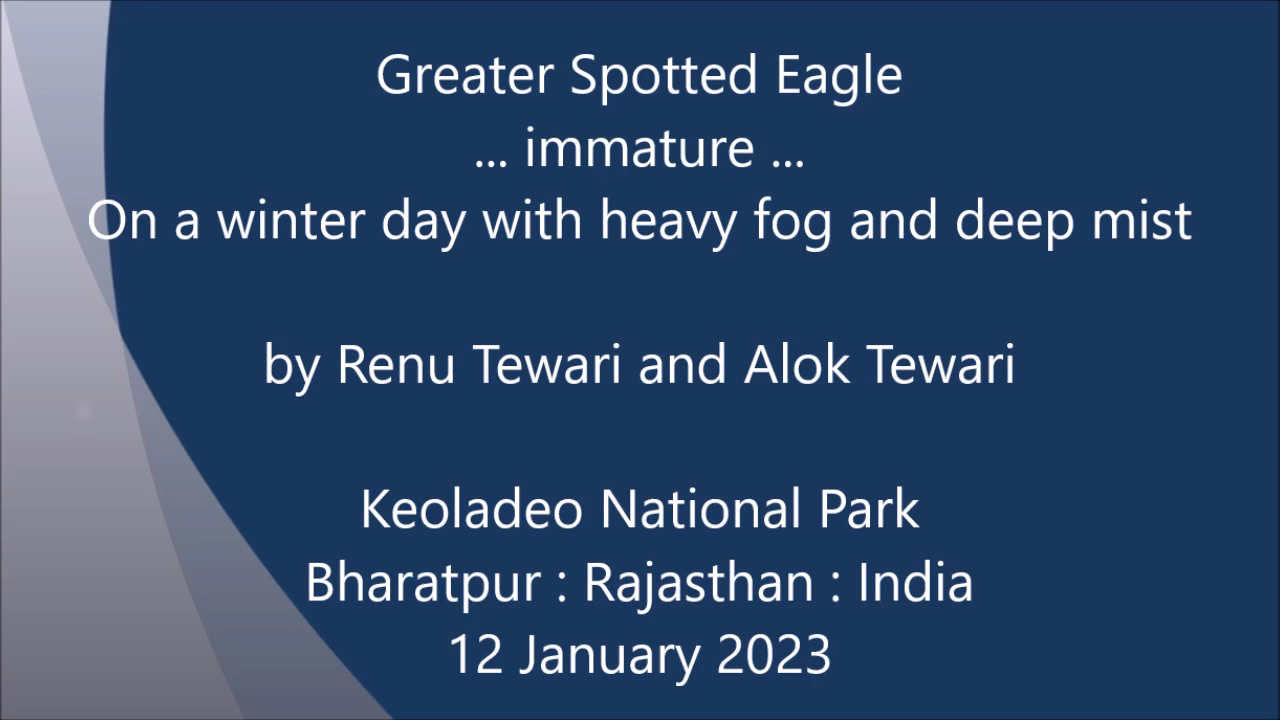 Greater Spotted Eagle
... immature ...
On a winter day with heavy fog and deep mist
by Renu Tewari and Alok Tewari
Keoladeo National Park
Bharatpur : Rajasthan : India
12 January 2023